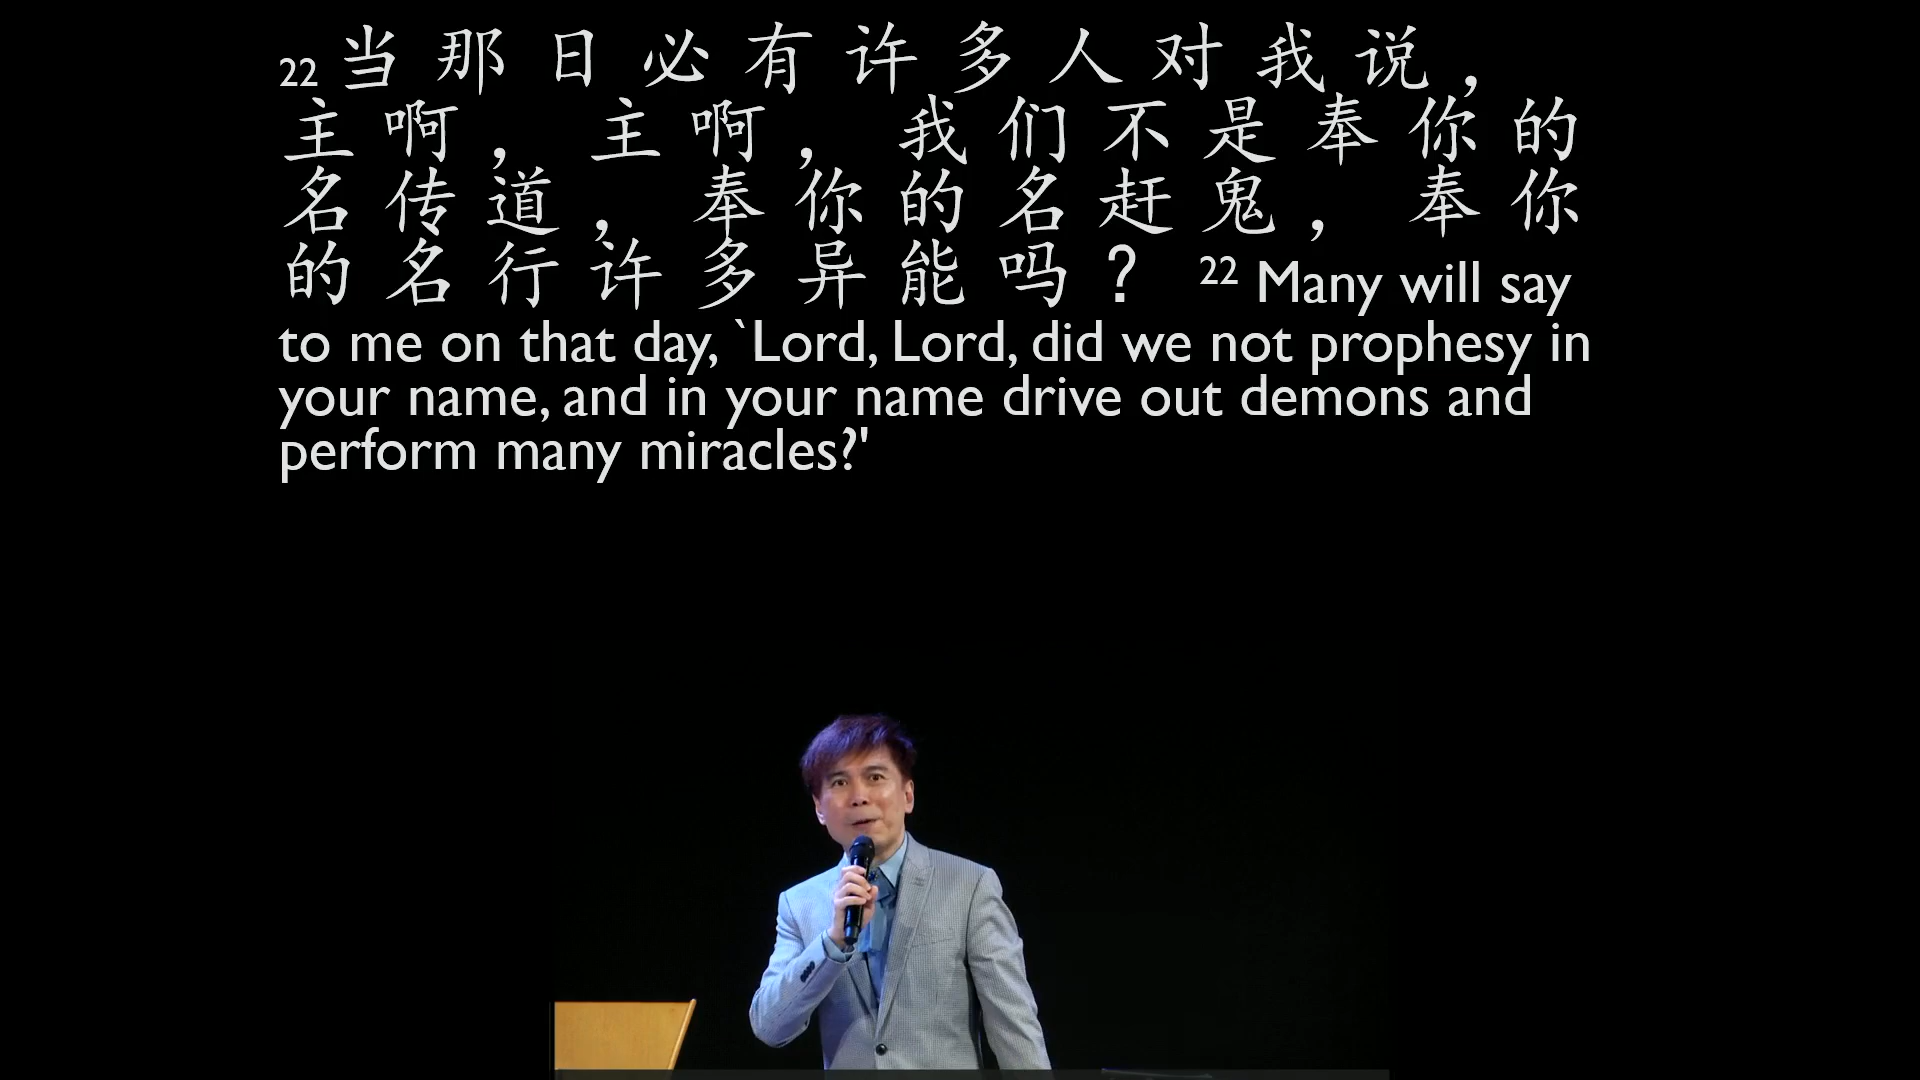 22 当那日必有许多人对我说，
主啊，主啊，我们不是奉你的
名传道，奉你的名赶鬼，奉你
的名行许多异能吗？ 22 Many will say
to me on that day, `Lord, Lord, did we not prophesy in
your name, and in your name drive out demons and
perform many miracles?'